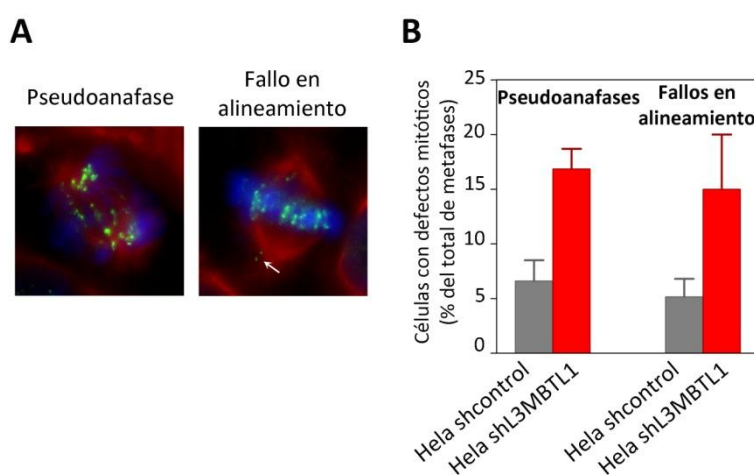 A
Pseudoanafase
Fallo en
alineamiento
B
Células con defectos mitóticos
(% del total de metafases)
25
20
15
10
5
0
Pseudoanafases
Fallos en
alineamiento
Hela shcontrol
Hela shL3MBTL1
Hela shcontrol
Hela shL3MBTL1